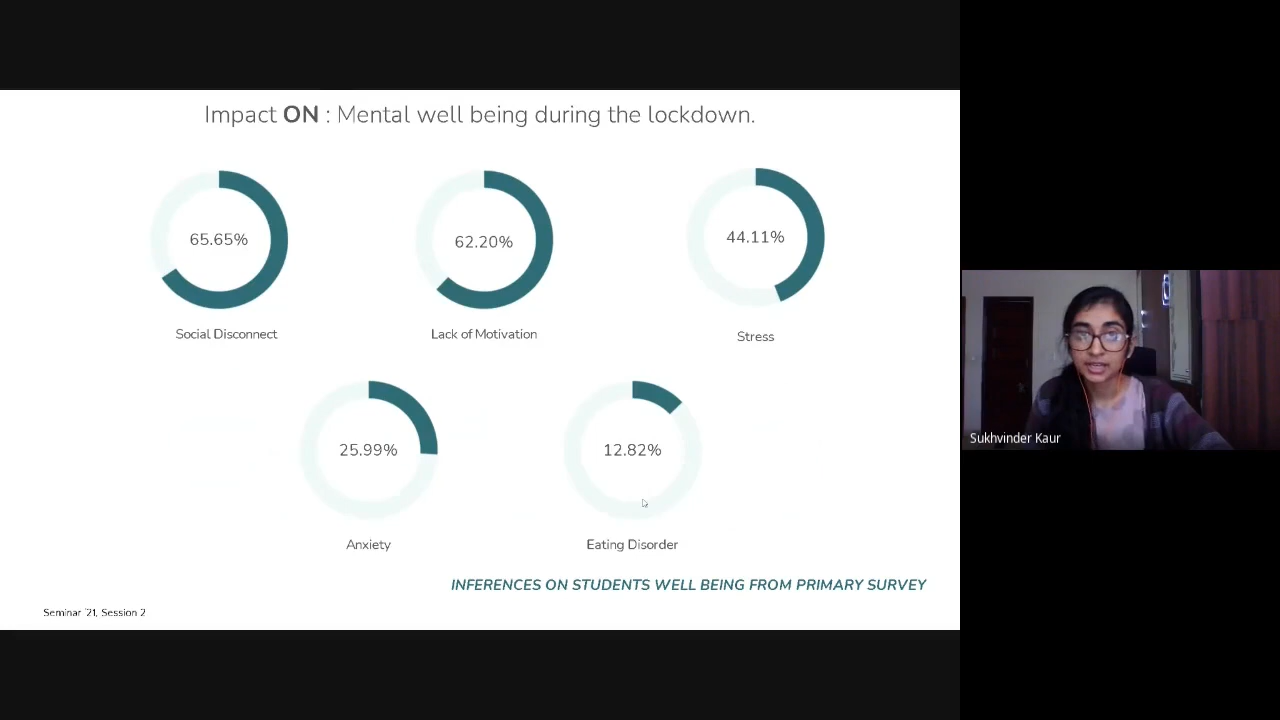 Impact ON : Mental well being during the lockdown.
65.65%
62.20%
44.11%
Social Disconnect
Lack of Motivation
Stress
25.99%
12.82%
Anxiety
Eating Disorder
INFERENCES ON STUDENTS WELL BEING FROM PRIMARY SURVEY
Seminar '21, Session 2
Sukhvinder Kaur